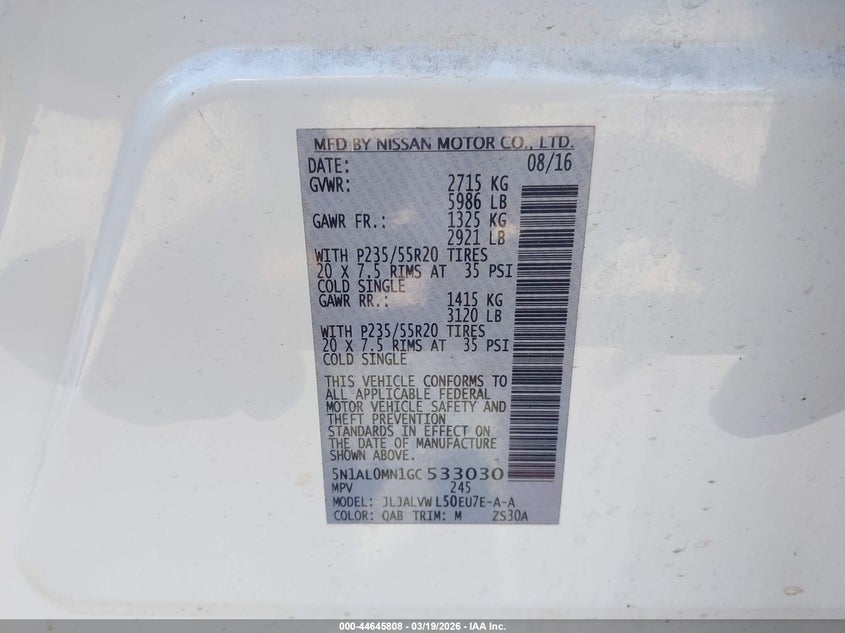 MFD BY NISSAN MOTOR CO., LTD.
DATE: 08/16
GVWR: 2715 KG
5986 LB
GAWR FR.: 1325 KG
2921 LB
WITH P235/55R20 TIRES
20 X 7.5 RIMS AT 35 PSI
COLD SINGLE
GAWR RR.: 1415 KG
3120 LB
WITH P235/55R20 TIRES
20 X 7.5 RIMS AT 35 PSI
COLD SINGLE
THIS VEHICLE CONFORMS TO
ALL APPLICABLE FEDERAL
MOTOR VEHICLE SAFETY AND
THEFT PREVENTION
STANDARDS IN EFFECT ON
THE DATE OF MANUFACTURE
SHOWN ABOVE.
5N1AL0MN1GC533030
MPV 245
MODEL: JLJALVWL50EU7E-A-A
COLOR: QAB TRIM: M ZS30A
000-44645808 - 03/19/2026 - IAA Inc.